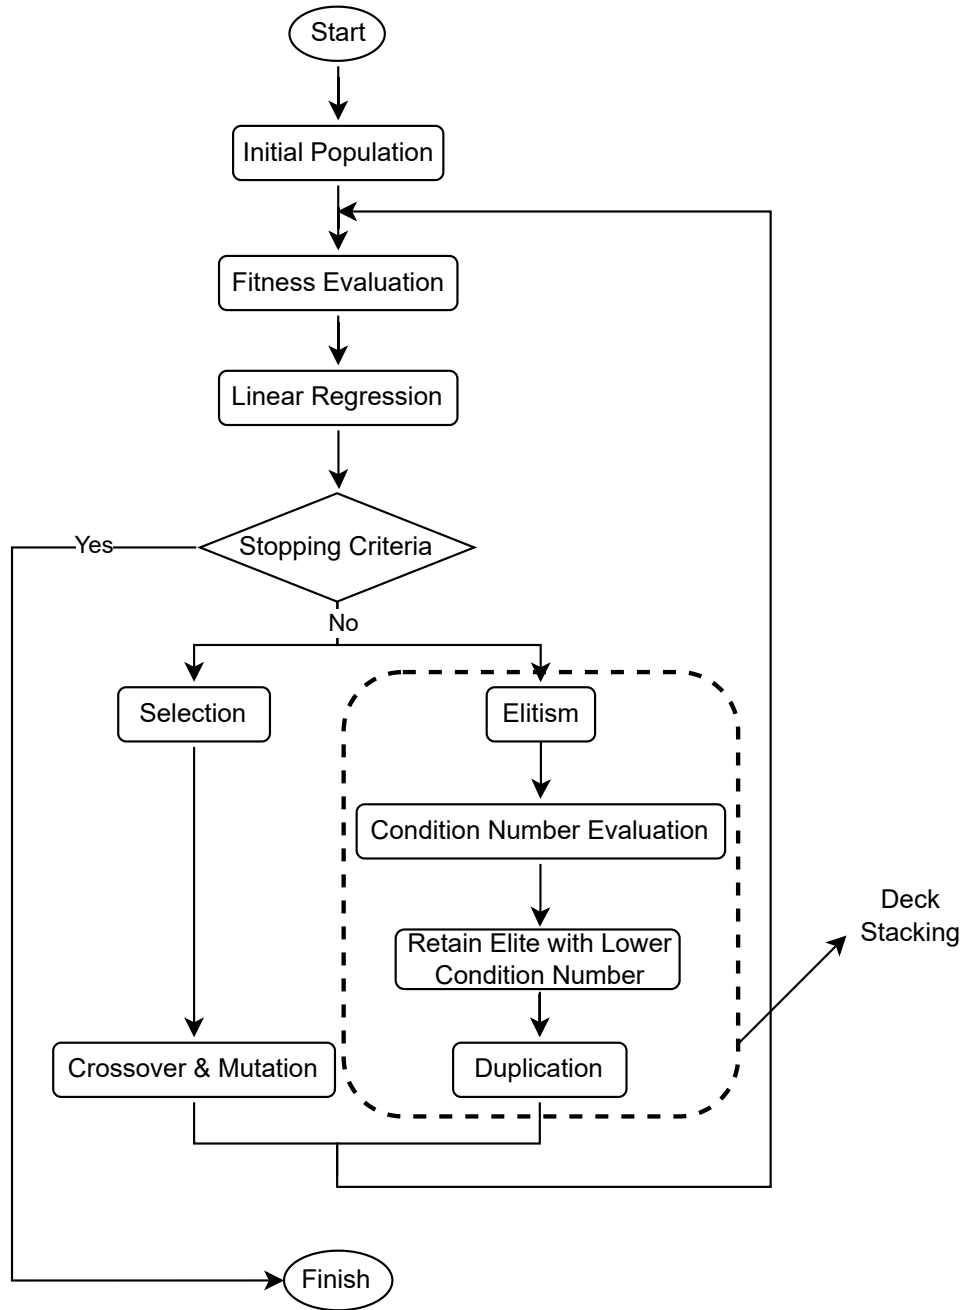 Start
Initial Population
Fitness Evaluation
Linear Regression
Stopping Criteria
Yes
No
Selection
Elitism
Condition Number Evaluation
Deck
Stacking
Retain Elite with Lower
Condition Number
Crossover & Mutation
Duplication
Finish